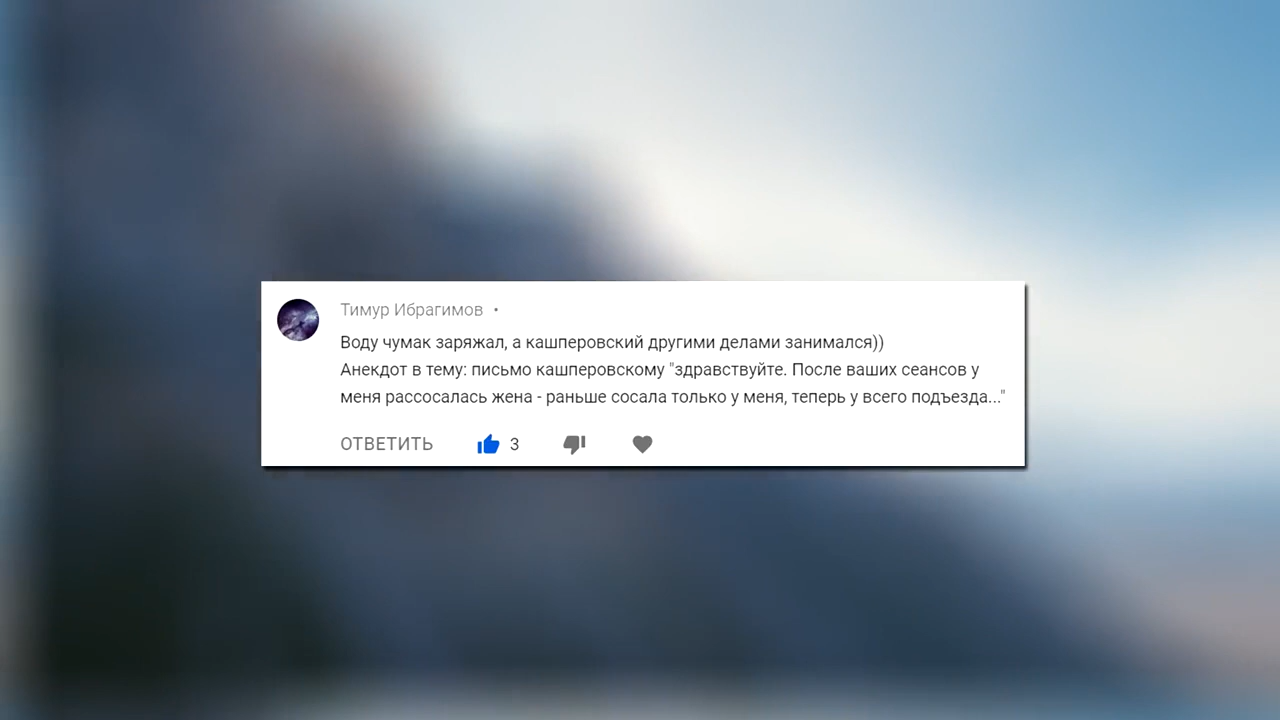 Тимур Ибрагимов •
Воду чумак заряжал, а кашперовский другими делами занимался))
Анекдот в тему: письмо кашперовскому "здравствуйте. После ваших сеансов у
меня рассосалась жена - раньше сосала только у меня, теперь у всего подъезда..."
ОТВЕТИТЬ 3